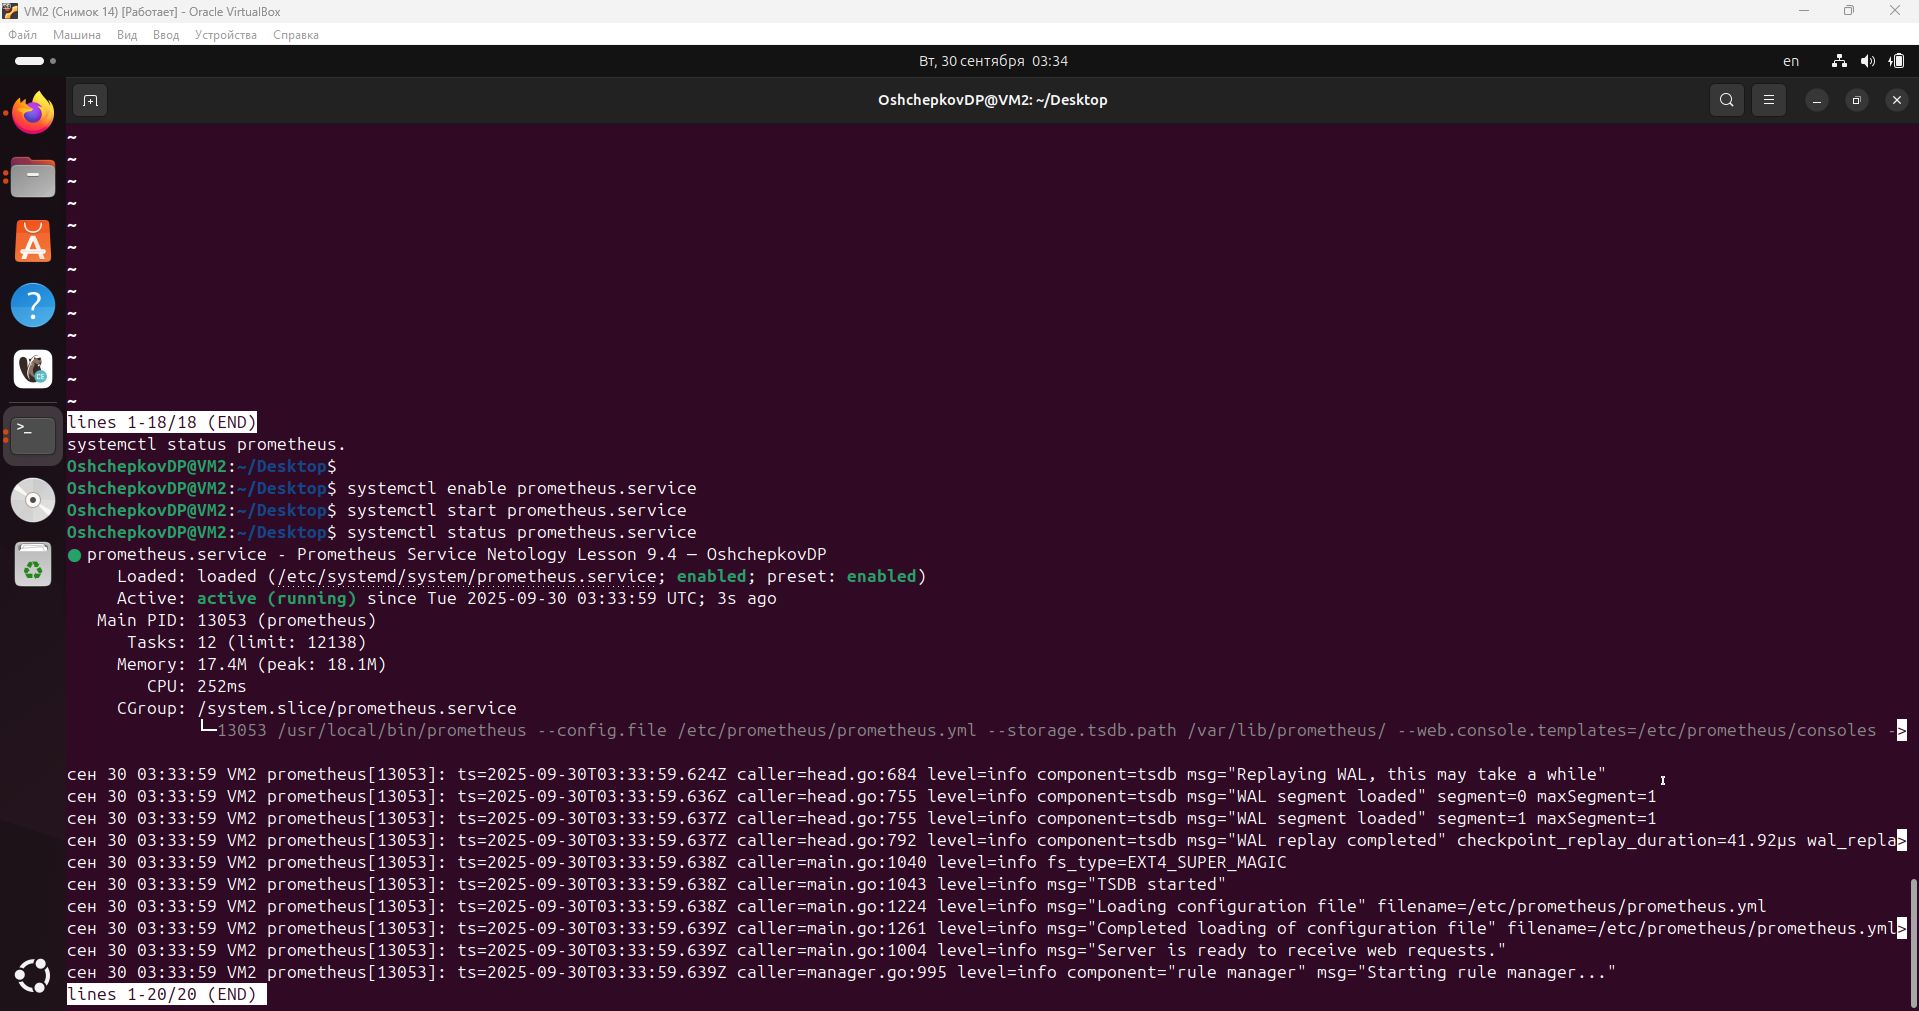 VM2 (Снимок 14) [Работает] - Oracle VirtualBox
Файл Машина Вид Ввод Устройства Справка
Вт, 30 сентября 03:34
en
OshchepkovDP@VM2: ~/Desktop
~
~
~
~
~
~
~
~
~
~
~
~
~
lines 1-18/18 (END)
systemctl status prometheus.
OshchepkovDP@VM2:~/Desktop$
OshchepkovDP@VM2:~/Desktop$ systemctl enable prometheus.service
OshchepkovDP@VM2:~/Desktop$ systemctl start prometheus.service
OshchepkovDP@VM2:~/Desktop$ systemctl status prometheus.service
● prometheus.service - Prometheus Service Netology Lesson 9.4 — OshchepkovDP
Loaded: loaded (/etc/systemd/system/prometheus.service; enabled; preset: enabled)
Active: active (running) since Tue 2025-09-30 03:33:59 UTC; 3s ago
Main PID: 13053 (prometheus)
Tasks: 12 (limit: 12138)
Memory: 17.4M (peak: 18.1M)
CPU: 252ms
CGroup: /system.slice/prometheus.service
└─13053 /usr/local/bin/prometheus --config.file /etc/prometheus/prometheus.yml --storage.tsdb.path /var/lib/prometheus/ --web.console.templates=/etc/prometheus/consoles ->
сен 30 03:33:59 VM2 prometheus[13053]: ts=2025-09-30T03:33:59.624Z caller=head.go:684 level=info component=tsdb msg="Replaying WAL, this may take a while"
сен 30 03:33:59 VM2 prometheus[13053]: ts=2025-09-30T03:33:59.636Z caller=head.go:755 level=info component=tsdb msg="WAL segment loaded" segment=0 maxSegment=1
сен 30 03:33:59 VM2 prometheus[13053]: ts=2025-09-30T03:33:59.637Z caller=head.go:755 level=info component=tsdb msg="WAL segment loaded" segment=1 maxSegment=1
сен 30 03:33:59 VM2 prometheus[13053]: ts=2025-09-30T03:33:59.637Z caller=head.go:792 level=info component=tsdb msg="WAL replay completed" checkpoint_replay_duration=41.92µs wal_repla>
сен 30 03:33:59 VM2 prometheus[13053]: ts=2025-09-30T03:33:59.638Z caller=main.go:1040 level=info fs_type=EXT4_SUPER_MAGIC
сен 30 03:33:59 VM2 prometheus[13053]: ts=2025-09-30T03:33:59.638Z caller=main.go:1043 level=info msg="TSDB started"
сен 30 03:33:59 VM2 prometheus[13053]: ts=2025-09-30T03:33:59.638Z caller=main.go:1224 level=info msg="Loading configuration file" filename=/etc/prometheus/prometheus.yml
сен 30 03:33:59 VM2 prometheus[13053]: ts=2025-09-30T03:33:59.639Z caller=main.go:1261 level=info msg="Completed loading of configuration file" filename=/etc/prometheus/prometheus.yml>
сен 30 03:33:59 VM2 prometheus[13053]: ts=2025-09-30T03:33:59.639Z caller=main.go:1004 level=info msg="Server is ready to receive web requests."
сен 30 03:33:59 VM2 prometheus[13053]: ts=2025-09-30T03:33:59.639Z caller=manager.go:995 level=info component="rule manager" msg="Starting rule manager..."
lines 1-20/20 (END)